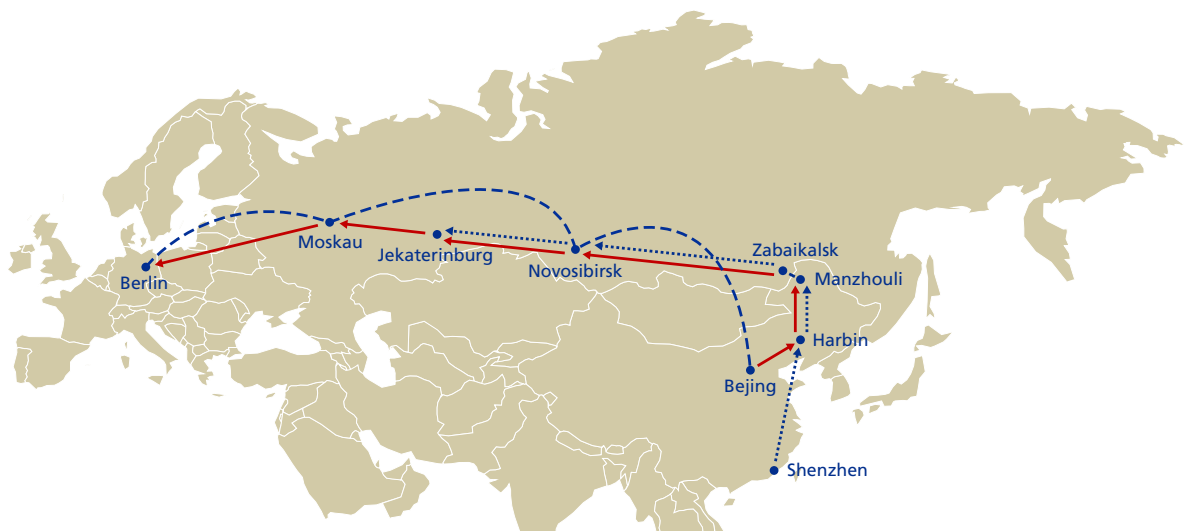 Moskau
Jekaterinburg
Zabaikalsk
Berlin
Novosibirsk
Manzhouli
Harbin
Bejing
Shenzhen